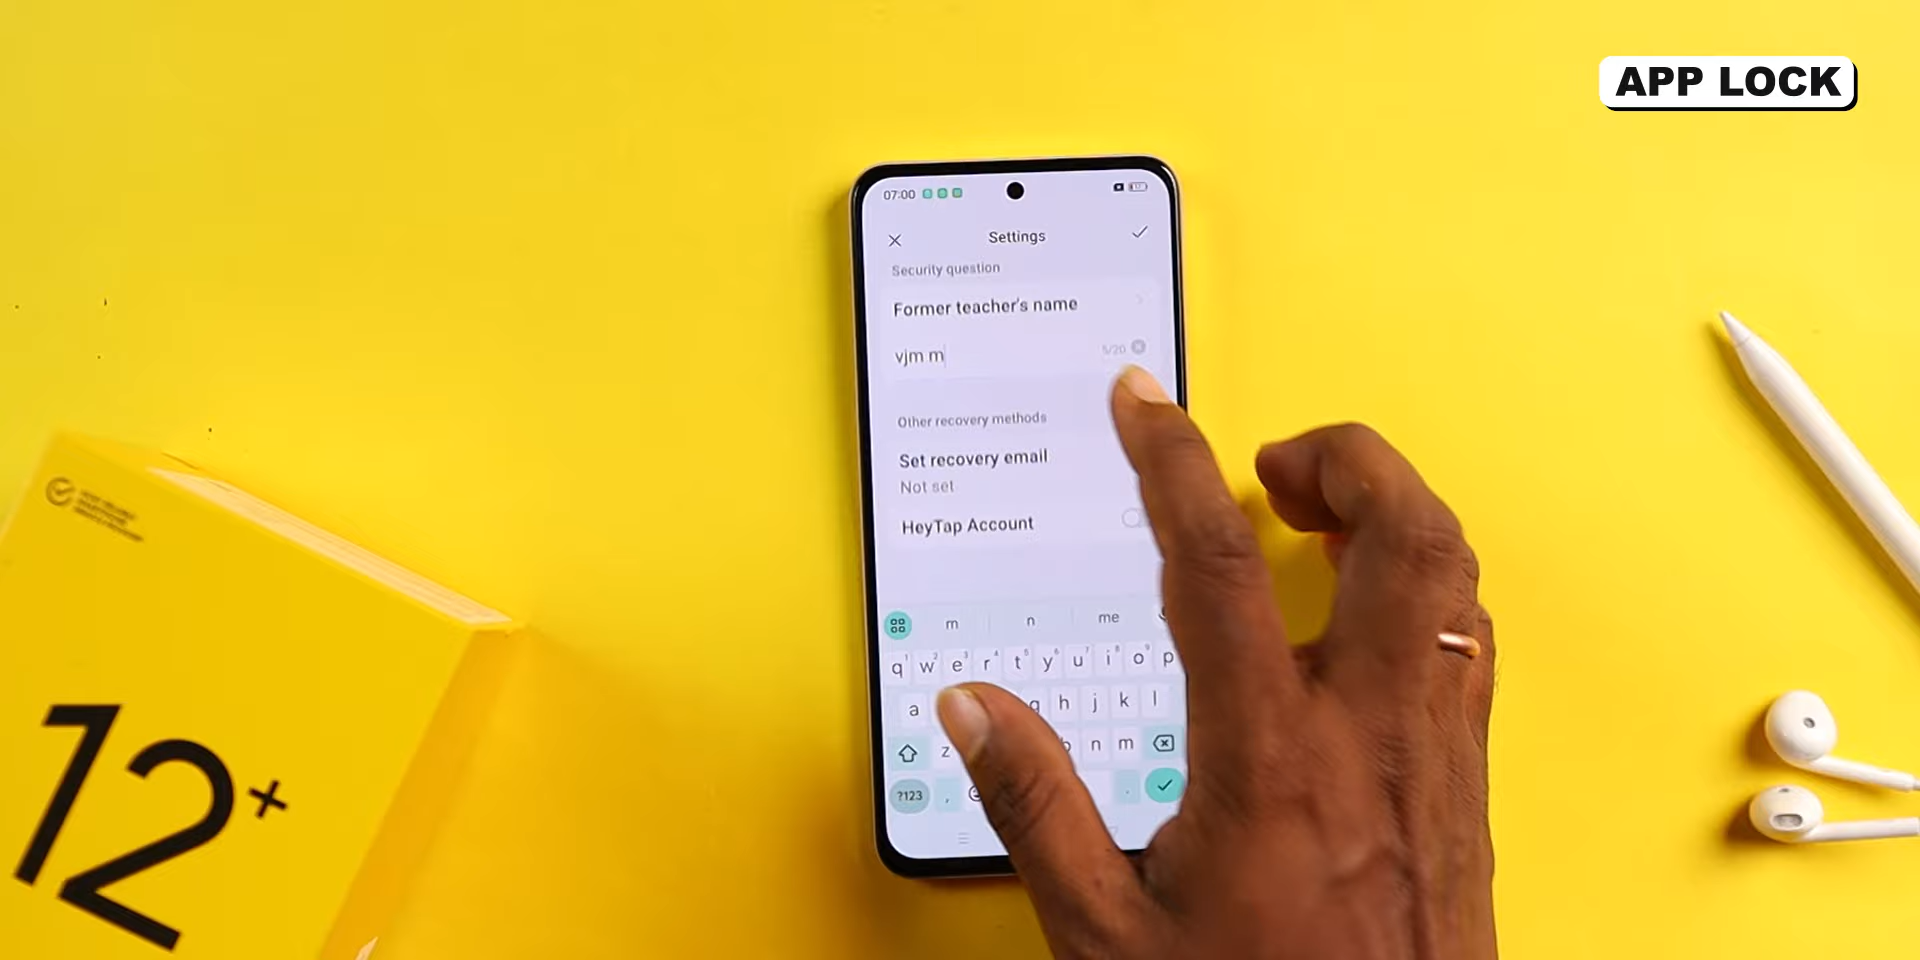 APP LOCK
07:00
Settings
Security question
Former teacher's name
vjm m
5/20
Other recovery methods
Set recovery email
Not set
HeyTap Account
m n me
q w e r t y u i o p
a g h j k l
z b n m
?123 , .
12+